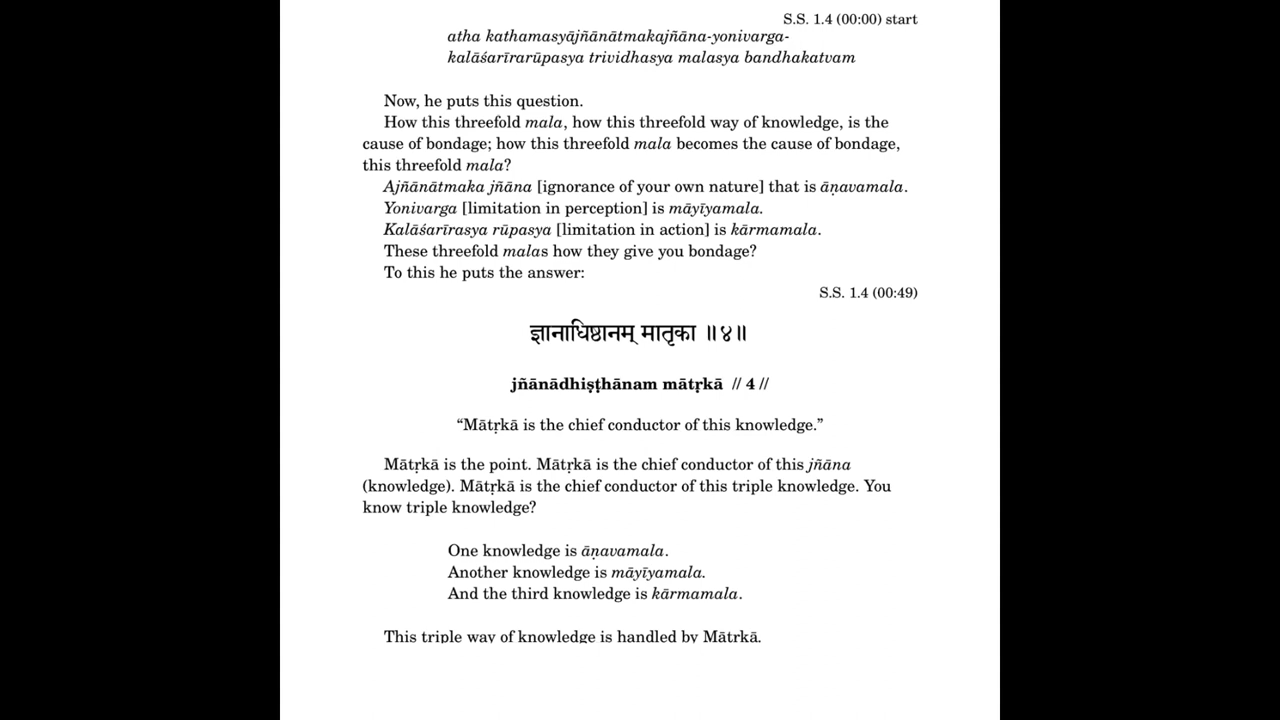 S.S. 1.4 (00:00) start
atha kathamasyājñānātmakajñāna-yonivarga-
kalāśarīrarūpasya trividhasya malasya bandhakatvam
Now, he puts this question.
How this threefold mala, how this threefold way of knowledge, is the
cause of bondage; how this threefold mala becomes the cause of bondage,
this threefold mala?
Ajñānātmaka jñāna [ignorance of your own nature] that is āṇavamala.
Yonivarga [limitation in perception] is māyīyamala.
Kalāśarīrasya rūpasya [limitation in action] is kārmamala.
These threefold malas how they give you bondage?
To this he puts the answer:
S.S. 1.4 (00:49)
ज्ञानाधिष्ठानम् मातृका ॥४॥
jñānādhiṣṭhānam mātṛkā // 4 //
“Mātṛkā is the chief conductor of this knowledge.”
Mātṛkā is the point. Mātṛkā is the chief conductor of this jñāna
(knowledge). Mātṛkā is the chief conductor of this triple knowledge. You
know triple knowledge?
One knowledge is āṇavamala.
Another knowledge is māyīyamala.
And the third knowledge is kārmamala.
This triple way of knowledge is handled by Mātṛkā.